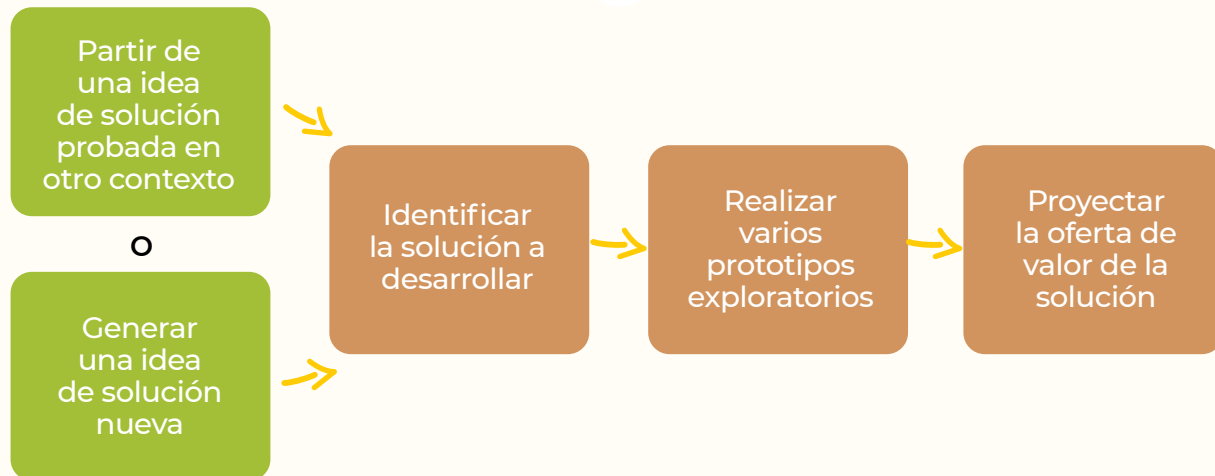 Partir de
una idea
de solución
probada en
otro contexto
o
Generar
una idea
de solución
nueva
Identificar
la solución a
desarrollar
Realizar
varios
prototipos
exploratorios
Proyectar
la oferta de
valor de la
solución